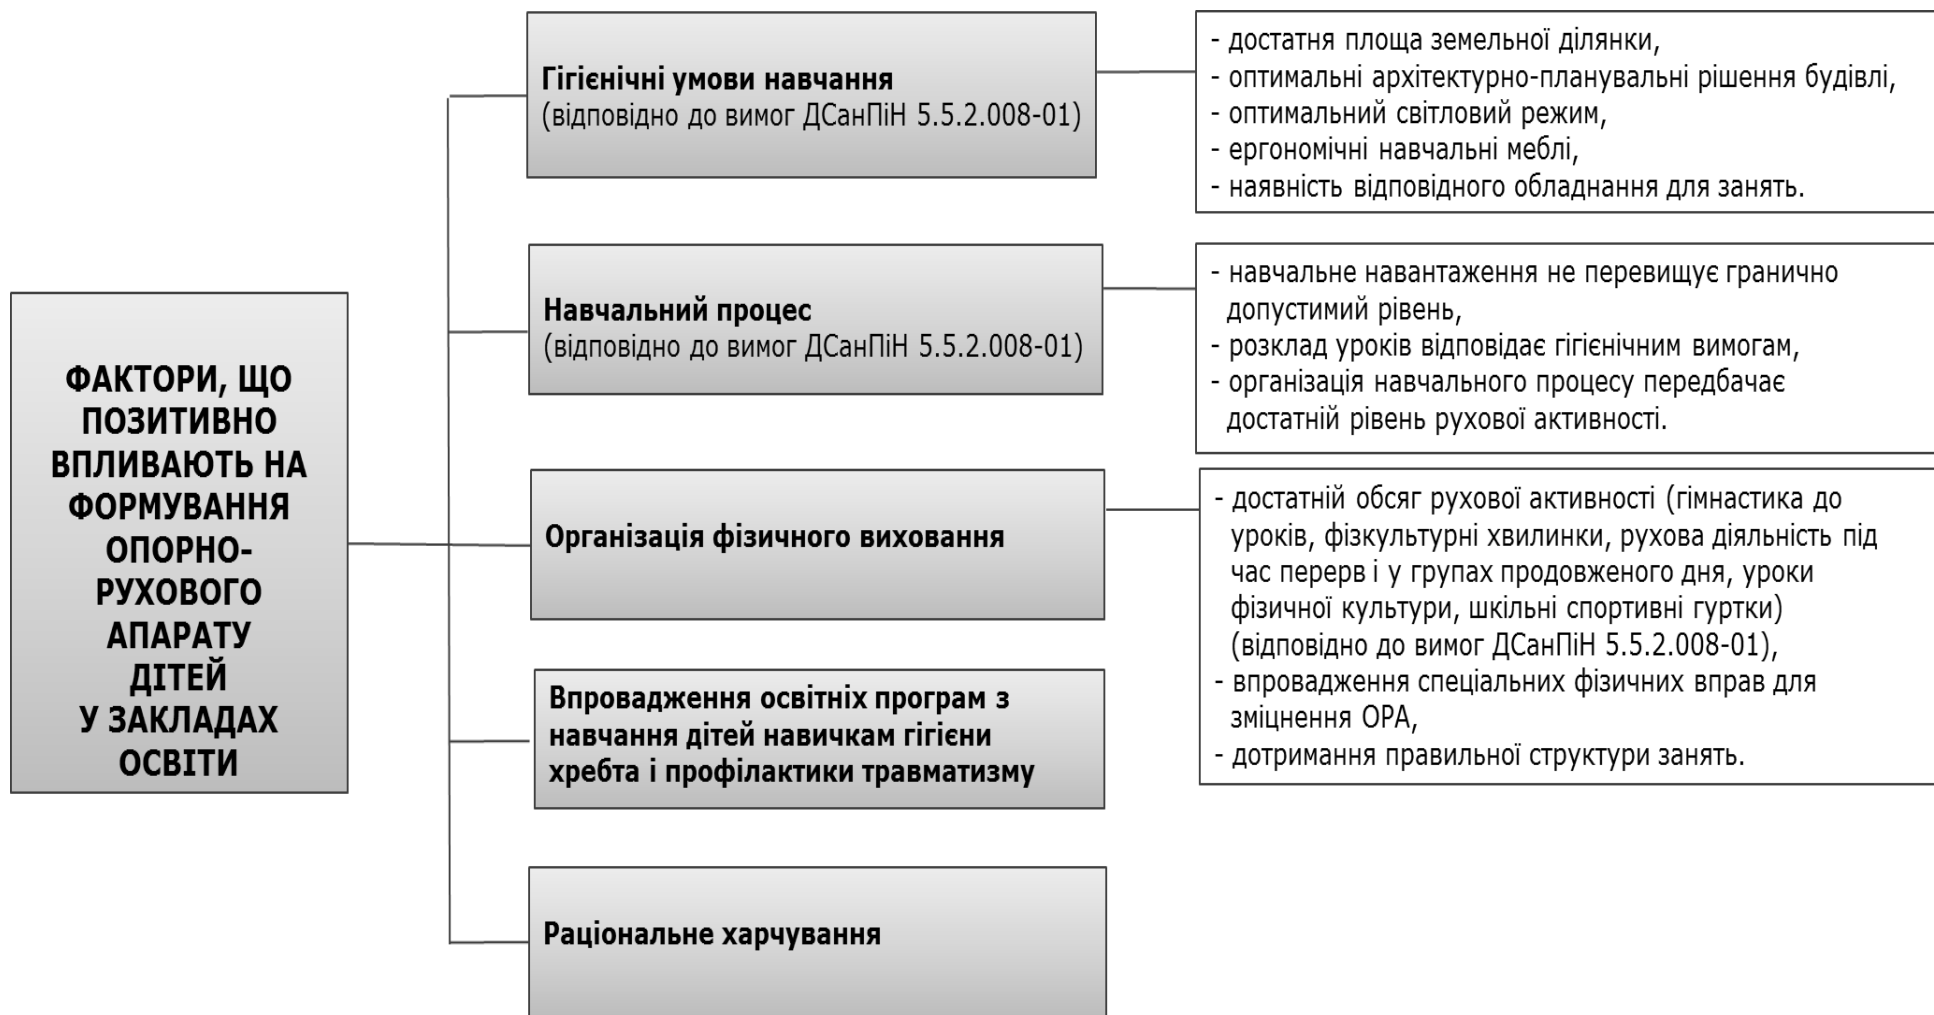 ФАКТОРИ, ЩО
ПОЗИТИВНО
ВПЛИВАЮТЬ НА
ФОРМУВАННЯ
ОПОРНО-
РУХОВОГО
АПАРАТУ
ДІТЕЙ
У ЗАКЛАДАХ
ОСВІТИ
Гігієнічні умови навчання
(відповідно до вимог ДСанПіН 5.5.2.008-01)
- достатня площа земельної ділянки,
- оптимальні архітектурно-планувальні рішення будівлі,
- оптимальний світловий режим,
- ергономічні навчальні меблі,
- наявність відповідного обладнання для занять.
Навчальний процес
(відповідно до вимог ДСанПіН 5.5.2.008-01)
- навчальне навантаження не перевищує гранично
допустимий рівень,
- розклад уроків відповідає гігієнічним вимогам,
- організація навчального процесу передбачає
достатній рівень рухової активності.
Організація фізичного виховання
- достатній обсяг рухової активності (гімнастика до
уроків, фізкультурні хвилинки, рухова діяльність під
час перерв і у групах продовженого дня, уроки
фізичної культури, шкільні спортивні гуртки)
(відповідно до вимог ДСанПіН 5.5.2.008-01),
- впровадження спеціальних фізичних вправ для
зміцнення ОРА,
- дотримання правильної структури занять.
Впровадження освітніх програм з
навчання дітей навичкам гігієни
хребта і профілактики травматизму
Раціональне харчування